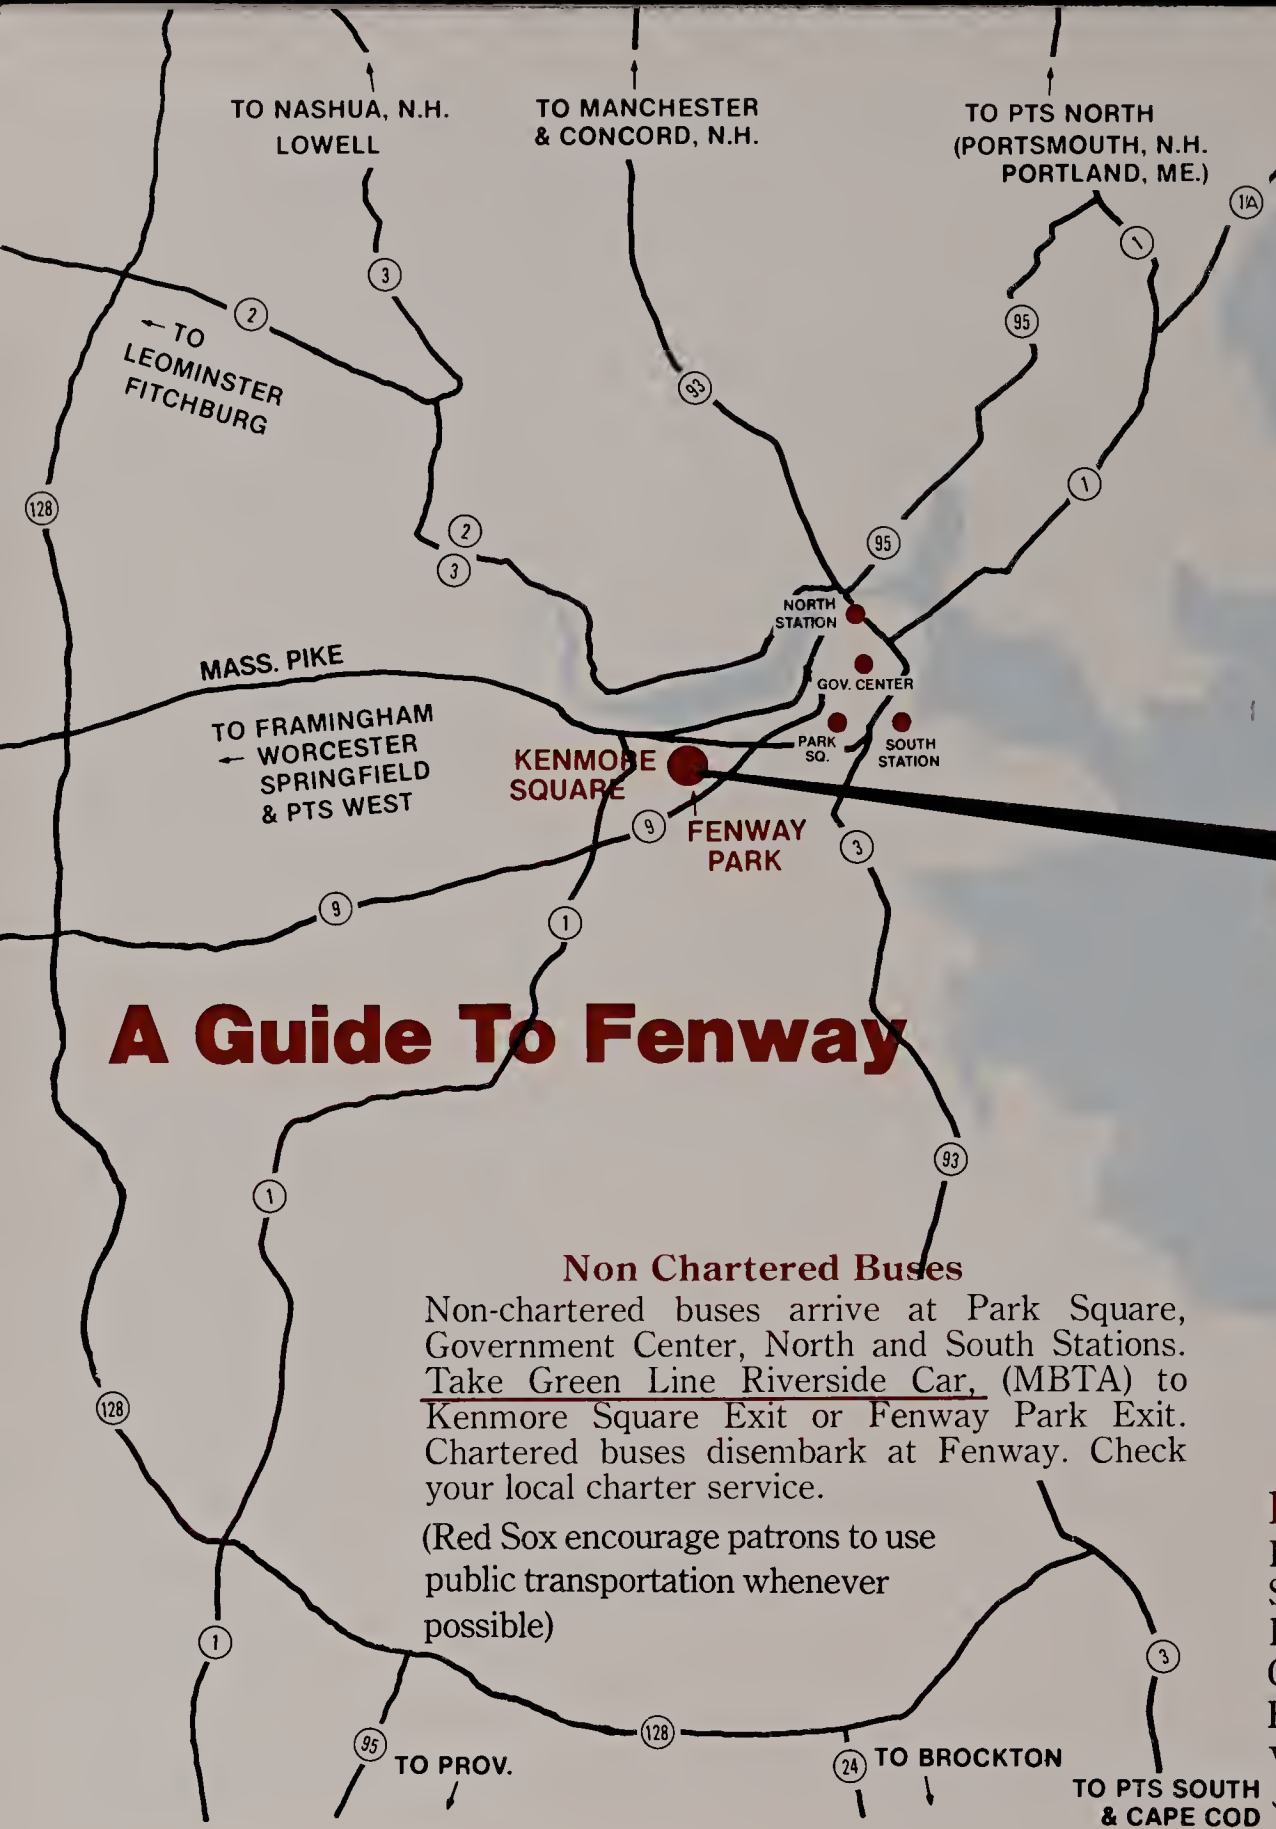 TO NASHUA, N.H.
LOWELL
TO MANCHESTER
& CONCORD, N.H.
TO PTS NORTH
(PORTSMOUTH, N.H.
PORTLAND, ME.)
1A
1
3
2
95
← TO
LEOMINSTER
FITCHBURG
93
128
1
2
3
95
NORTH
STATION
MASS. PIKE
GOV. CENTER
TO FRAMINGHAM
← WORCESTER
SPRINGFIELD
& PTS WEST
PARK
SQ.
SOUTH
STATION
KENMORE
SQUARE
FENWAY
PARK
9
3
9
1
A Guide To Fenway
93
1
Non Chartered Buses
Non-chartered buses arrive at Park Square,
Government Center, North and South Stations.
Take Green Line Riverside Car, (MBTA) to
Kenmore Square Exit or Fenway Park Exit.
Chartered buses disembark at Fenway. Check
your local charter service.
(Red Sox encourage patrons to use
public transportation whenever
possible)
128
1
3
95
TO PROV.
128
24
TO BROCKTON
TO PTS SOUTH
& CAPE COD